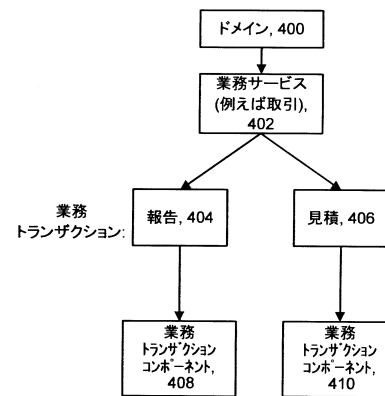 ドメイン, 400
業務サービス
(例えば取引),
402
業務
トランザクション:
報告, 404
見積, 406
業務
ﾄﾗﾝｻﾞｸｼｮﾝ
ｺﾝﾎﾟｰﾈﾝﾄ,
408
業務
ﾄﾗﾝｻﾞｸｼｮﾝ
ｺﾝﾎﾟｰﾈﾝﾄ,
410